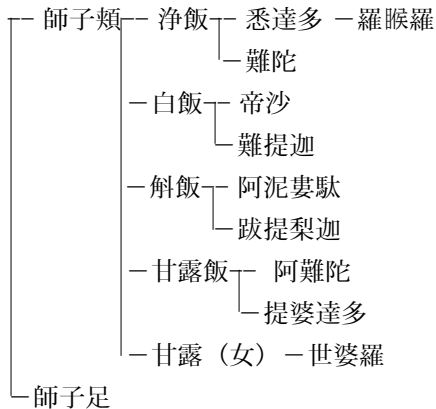 師子頬 浄飯 悉達多 羅睺羅
難陀
白飯 帝沙
難提迦
斛飯 阿泥婁駄
跋提梨迦
甘露飯 阿難陀
提婆達多
甘露（女） 世婆羅
師子足